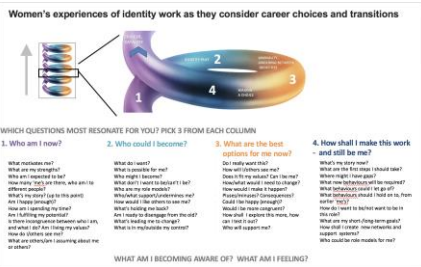 Women's experiences of identity work as they consider career choices and transitions
2
1
3
4
WHICH QUESTIONS MOST RESONATE FOR YOU? PICK 3 FROM EACH COLUMN
1. Who am I now?
What motivates me?
What are my strengths?
Who am I expected to be?
How many 'me's are there, who am I to
different people?
What's my story? (up to this point)
Am I happy (enough)?
How am I spending my time?
Am I fulfilling my potential?
Is there incongruence between who I am,
and what I do? Am I living my values?
How do I/others see me?
What are others/am I assuming about me
or others?
2. Who could I become?
What do I want?
What is possible for me?
Who might I become?
What don't I want to be/can't I be?
Who are my role models?
Who/what support/undermines me?
How would I like others to see me?
What's holding me back?
Am I ready to disengage from the old?
What's leading me to change?
What is in my/outside my control?
3. What are the best
options for me now?
Do I really want this?
How will I/others see me?
Does it fit my values? Can I be me?
How/what would I need to change?
How would it make me happy?
Pluses/minuses? Consequences?
Could I be happy (enough)?
Would I be more congruent?
How shall I explore this more, how
can I test it out?
Who will support me?
4. How shall I make this work
- and still be me?
What's my story now?
What are the first steps I should take?
Where might I have gaps?
What new behaviours will be required?
What behaviours could I let go of?
What behaviours should I hold on to, from
earlier 'me's?
How do I want to be/not want to be in
this role?
What are my short-/long-term goals?
How shall I create new networks and
support systems?
Who could be role models for me?
WHAT AM I BECOMING AWARE OF? WHAT AM I FEELING?